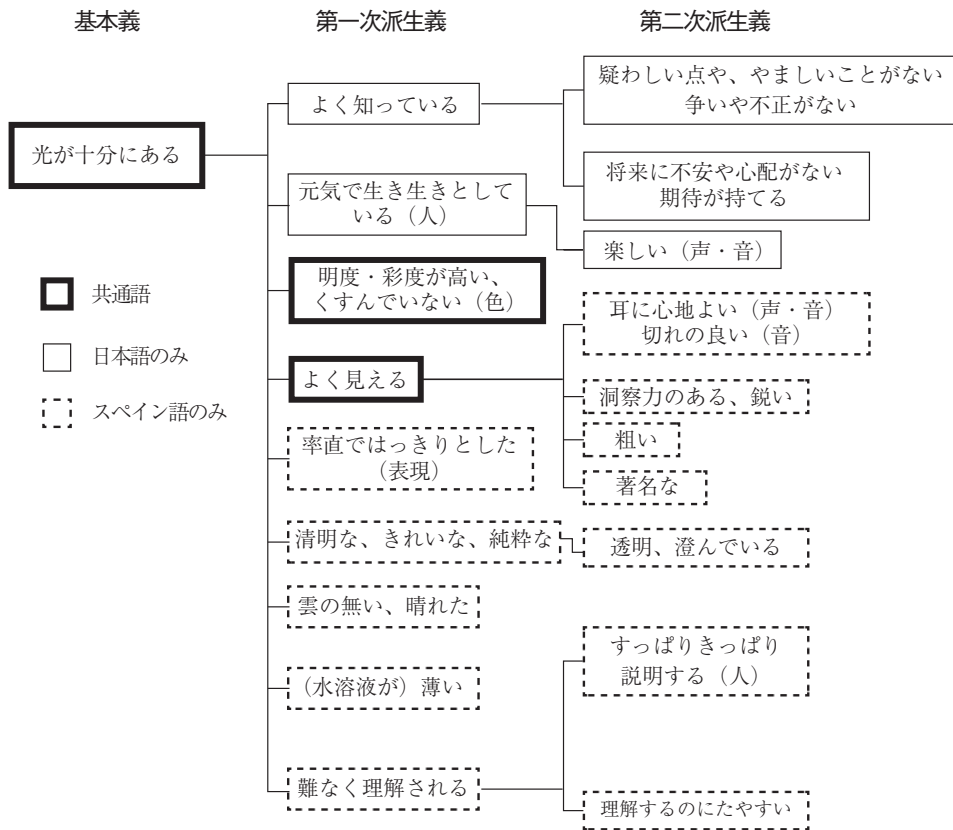 基本義
第一次派生義
第二次派生義
光が十分にある
よく知っている
疑わしい点や、やましいことがない
争いや不正がない
将来に不安や心配がない
期待が持てる
元気で生き生きとして
いる（人）
楽しい（声・音）
明度・彩度が高い、
くすんでいない（色）
よく見える
耳に心地よい（声・音）
切れの良い（音）
洞察力のある、鋭い
粗い
著名な
率直ではっきりとした
（表現）
清明な、きれいな、純粋な
透明、澄んでいる
雲の無い、晴れた
（水溶液が）薄い
難なく理解される
すっぱりきっぱり
説明する（人）
理解するのにたやすい
共通語
日本語のみ
スペイン語のみ